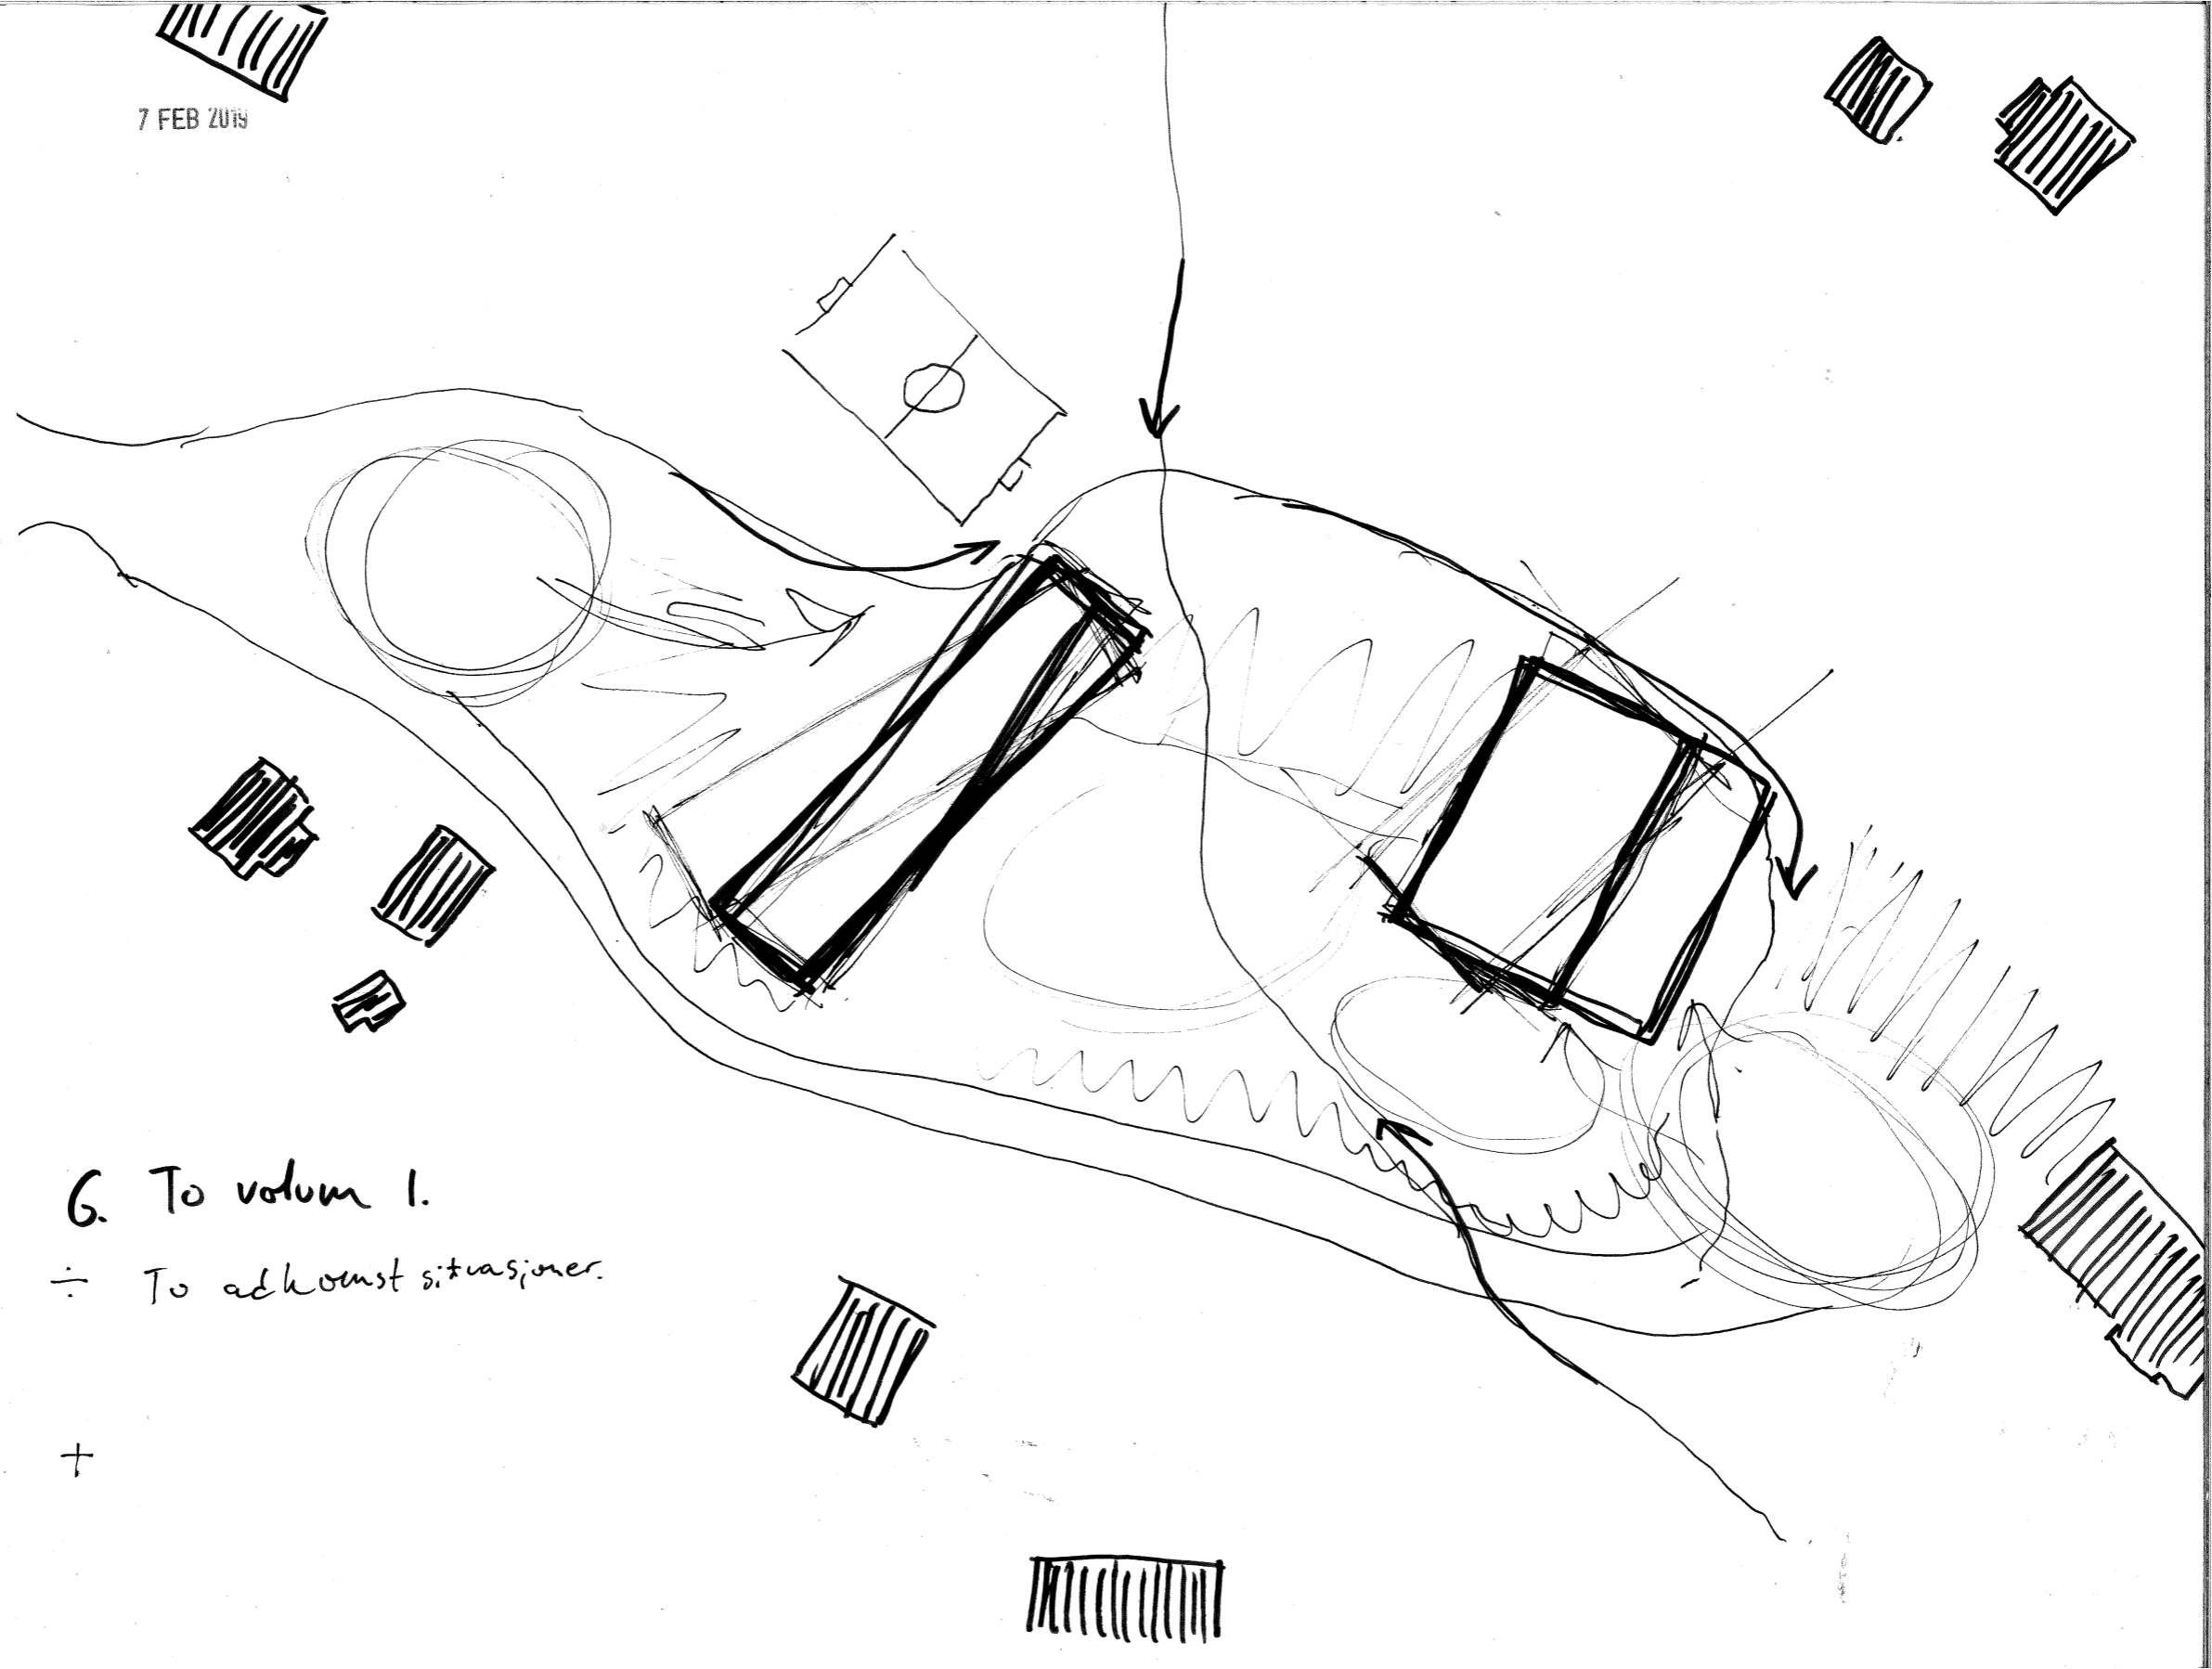 7 FEB 2019
6. To volum 1.
÷ To adkomst situasjoner.
+